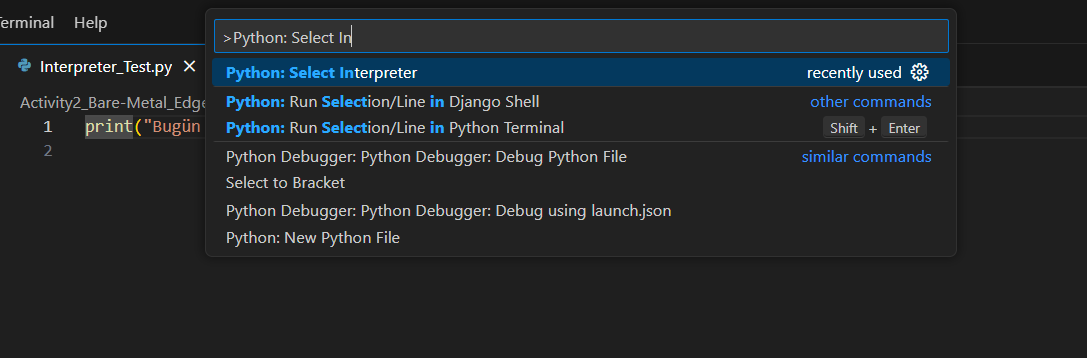 Terminal Help
>Python: Select In
Interpreter_Test.py
Python: Select Interpreter recently used
Activity2_Bare-Metal_Edge
Python: Run Selection/Line in Django Shell other commands
1 print("Bugün
Python: Run Selection/Line in Python Terminal Shift + Enter
2
Python Debugger: Python Debugger: Debug Python File similar commands
Select to Bracket
Python Debugger: Python Debugger: Debug using launch.json
Python: New Python File